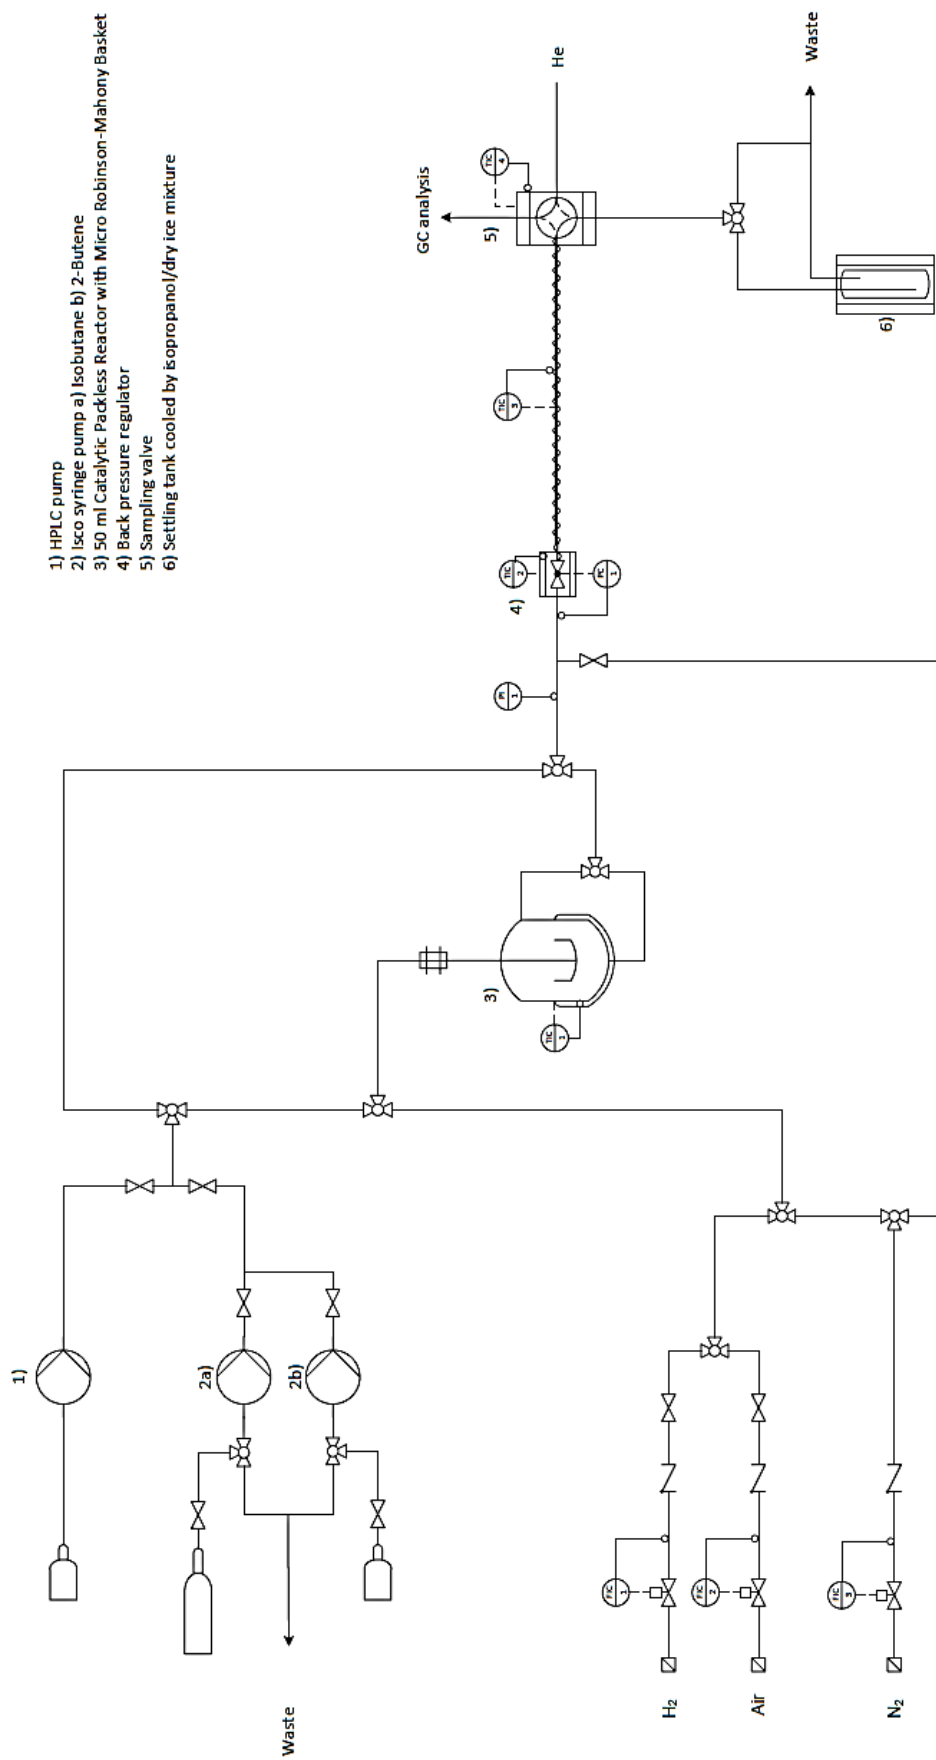 1) HPLC pump
2) Isco syringe pump a) Isobutane b) 2-Butene
3) 50 ml Catalytic Packless Reactor with Micro Robinson-Mahony Basket
4) Back pressure regulator
5) Sampling valve
6) Settling tank cooled by isopropanol/dry ice mixture
1)
2a)
2b)
Waste
3)
TIC
1
H₂
Air
N₂
FIC
1
FIC
2
FIC
3
PI
1
4)
TIC
2
PC
1
TIC
3
GC analysis
5)
TIC
4
He
Waste
6)